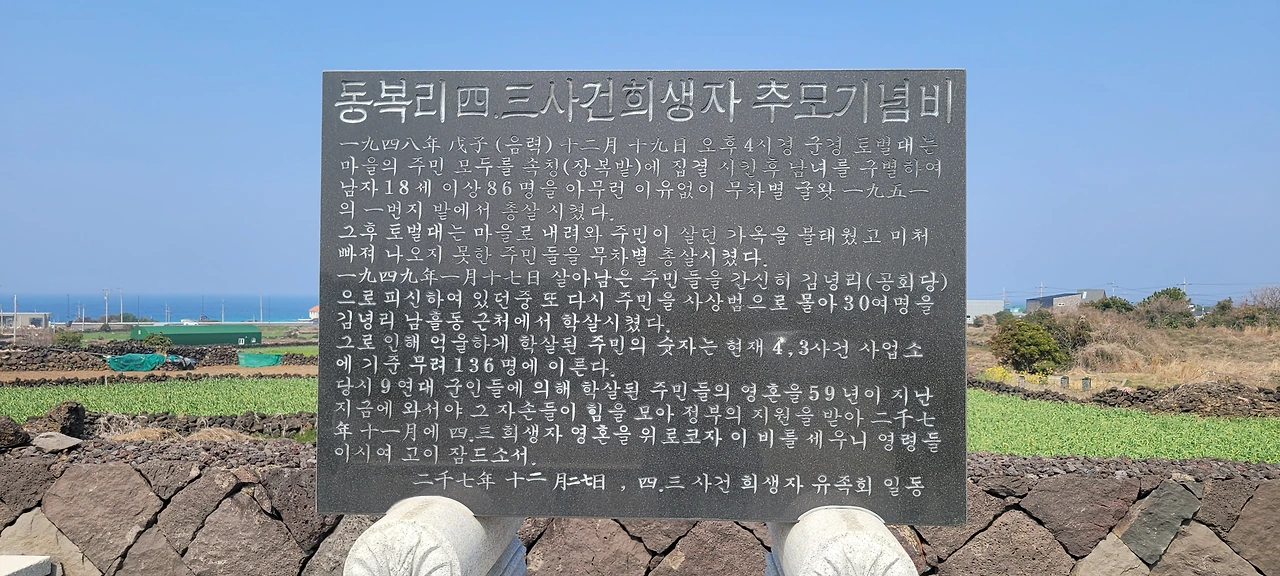 동복리 四.三사건희생자 추모기념비
一九四八年 戊子(음력) 十二月 十九日 오후4시경 군경 토벌대는
마을의 주민 모두를 속칭(장복밭)에 집결 시킨후 남녀를 구별하여
남자18세 이상86명을 아무런 이유없이 무차별 굴왓 一九五一
의 一번지 밭에서 총살 시켰다.
그후 토벌대는 마을로 내려와 주민이 살던 가옥을 불태웠고 미처
빠져 나오지 못한 주민들을 무차별 총살시켰다.
一九四九年一月十七日 살아남은 주민들을 간신히 김녕리(공회당)
으로 피신하여 있던중 또 다시 주민을 사상범으로 몰아30여명을
김녕리 남흘동 근처에서 학살시켰다.
그로 인해 억울하게 학살된 주민의 숫자는 현재 4,3사건 사업소
에 기준 무려136명에 이른다.
당시9연대 군인들에 의해 학살된 주민들의 영혼을59년이 지난
지금에 와서야 그 자손들이 힘을 모아 정부의 지원을 받아 二千七
年 十一月에 四.三 희생자 영혼을 위로코자 이 비를 세우니 영령들
이시여 고이 잠드소서.
二千七年 十二月二七日 , 四.三 사건 희생자 유족회 일동